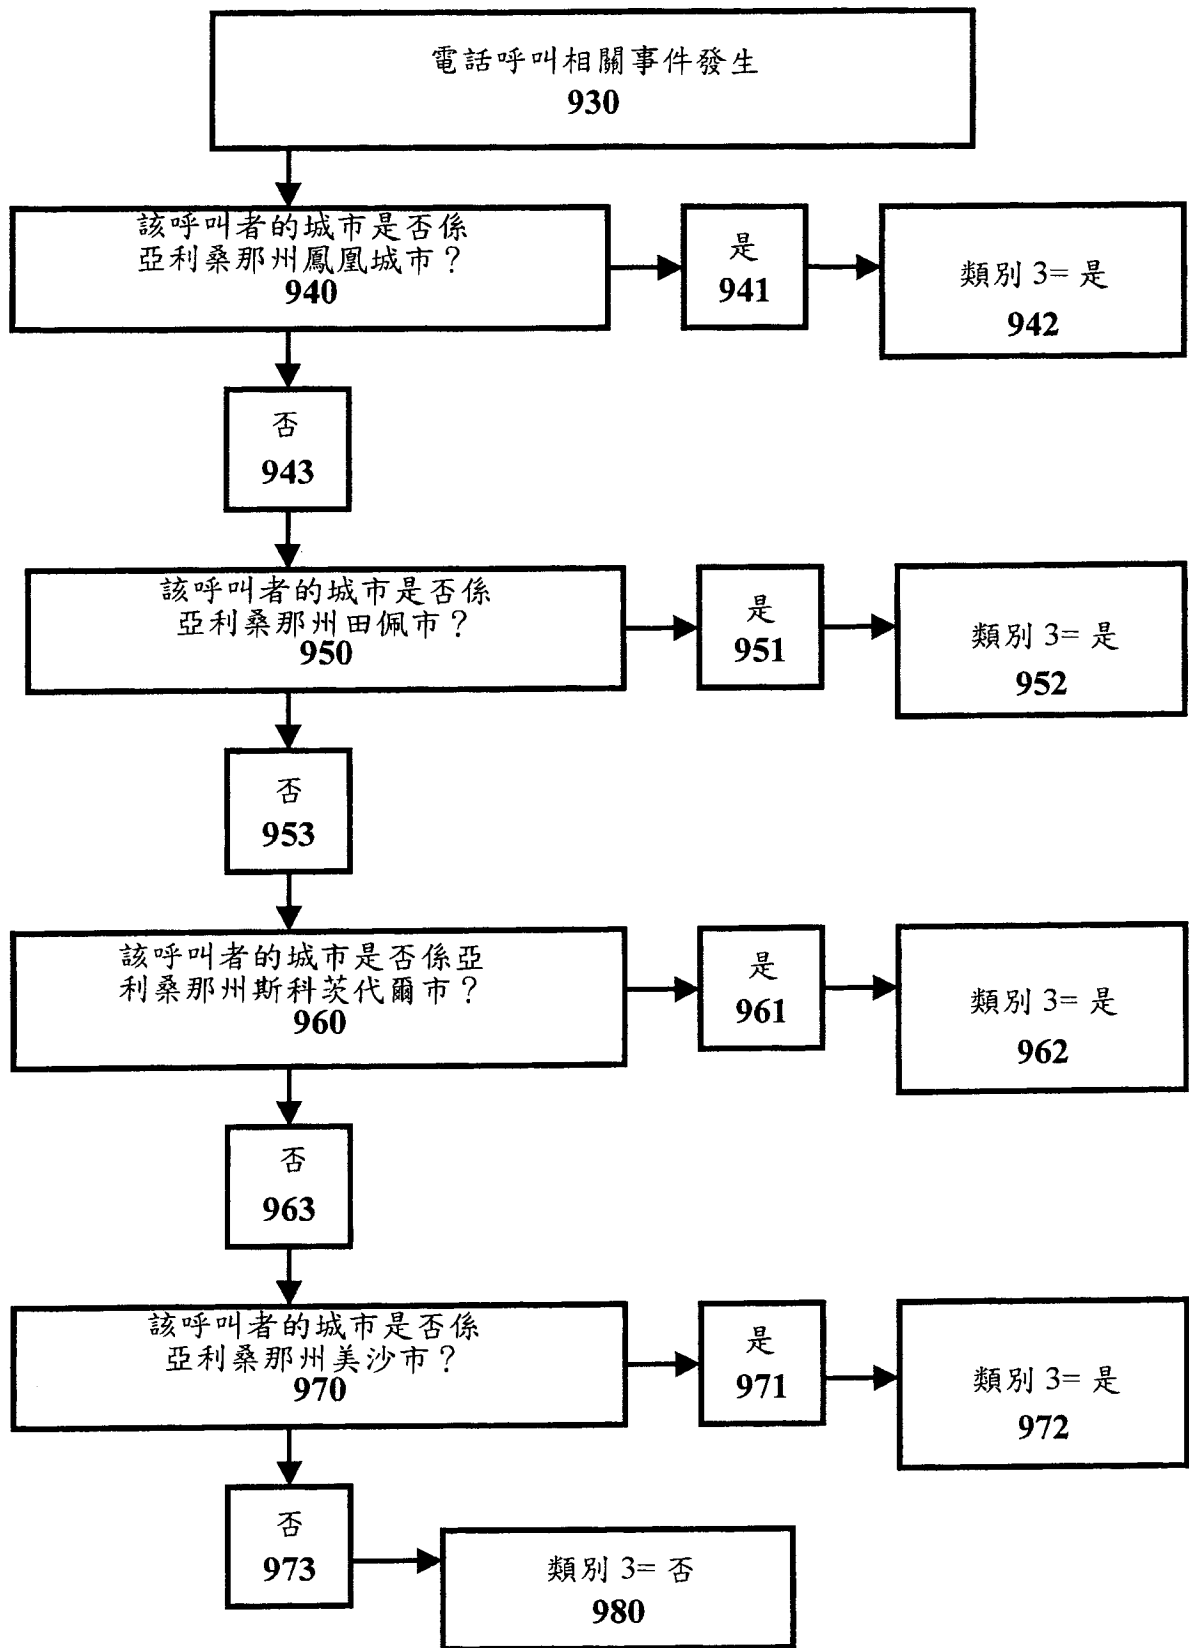 電話呼叫相關事件發生
930
該呼叫者的城市是否係
亞利桑那州鳳凰城市？
940
是
941
類別 3= 是
942
否
943
該呼叫者的城市是否係
亞利桑那州田佩市？
950
是
951
類別 3= 是
952
否
953
該呼叫者的城市是否係亞
利桑那州斯科茨代爾市？
960
是
961
類別 3= 是
962
否
963
該呼叫者的城市是否係
亞利桑那州美沙市？
970
是
971
類別 3= 是
972
否
973
類別 3= 否
980